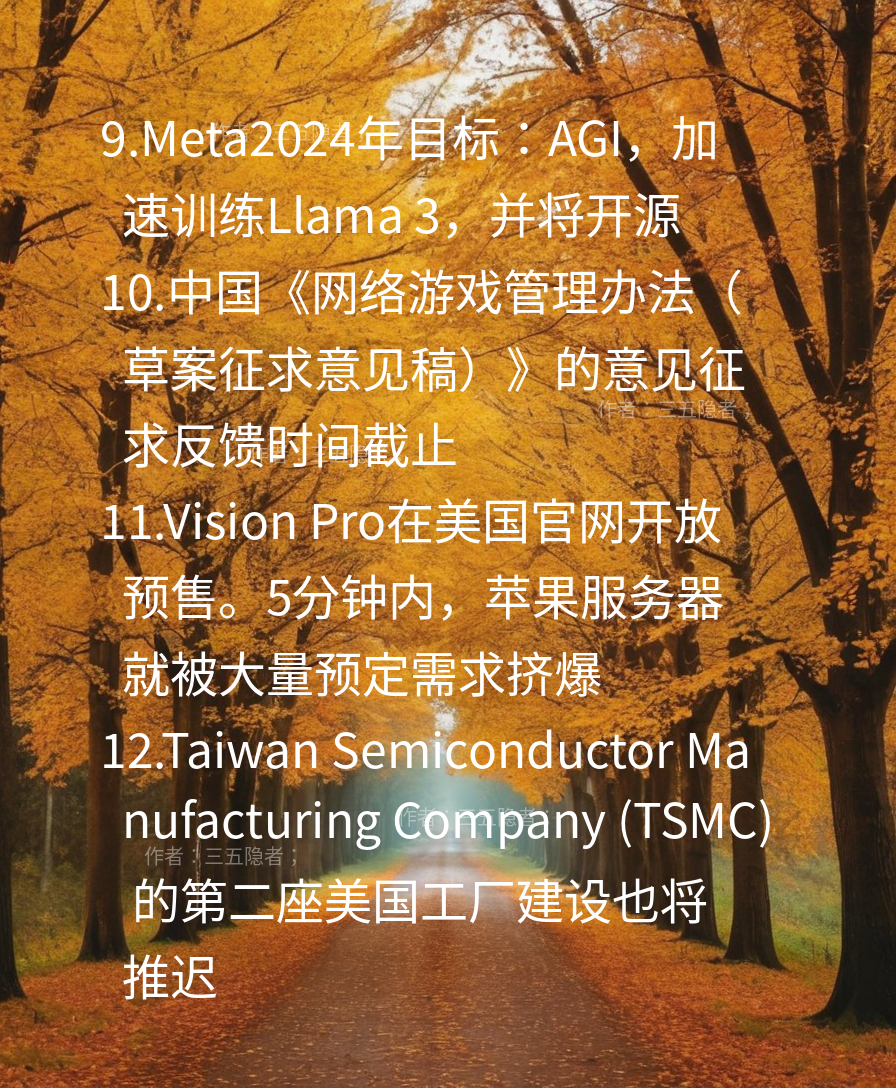 9.Meta2024年目标：AGI，加
速训练Llama 3，并将开源
10.中国《网络游戏管理办法（
草案征求意见稿）》的意见征
作者：三五隐者；
求反馈时间截止
11.Vision Pro在美国官网开放
预售。5分钟内，苹果服务器
就被大量预定需求挤爆
12.Taiwan Semiconductor Ma
nufacturing Company (TSMC)
作者：三五隐者；
作者：三五隐者；
的第二座美国工厂建设也将
推迟